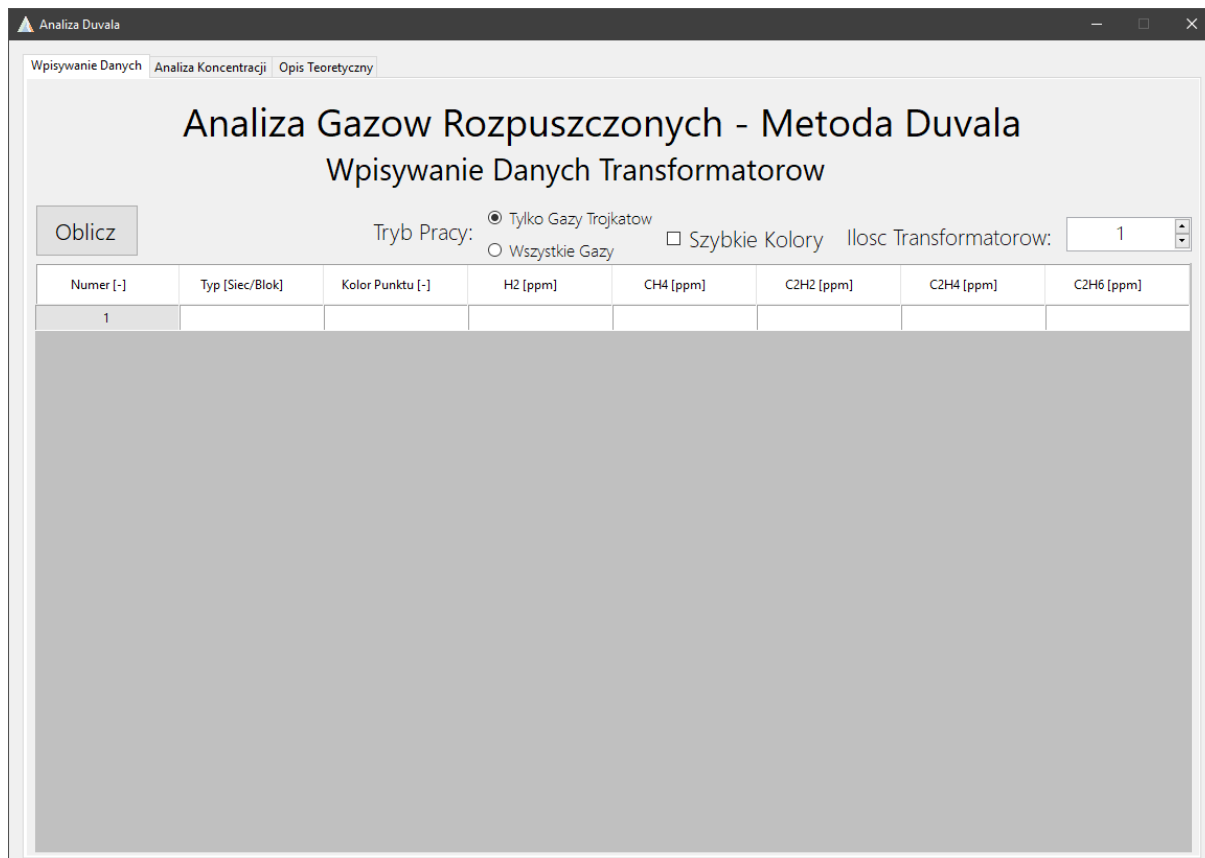 Analiza Duvala
Wpisywanie Danych Analiza Koncentracji Opis Teoretyczny
Analiza Gazow Rozpuszczonych - Metoda Duvala
Wpisywanie Danych Transformatorow
Oblicz
Tryb Pracy:
Tylko Gazy Trojkatow
Wszystkie Gazy
Szybkie Kolory
Ilosc Transformatorow:
1
Numer [-] Typ [Siec/Blok] Kolor Punktu [-] H2 [ppm] CH4 [ppm] C2H2 [ppm] C2H4 [ppm] C2H6 [ppm]
1